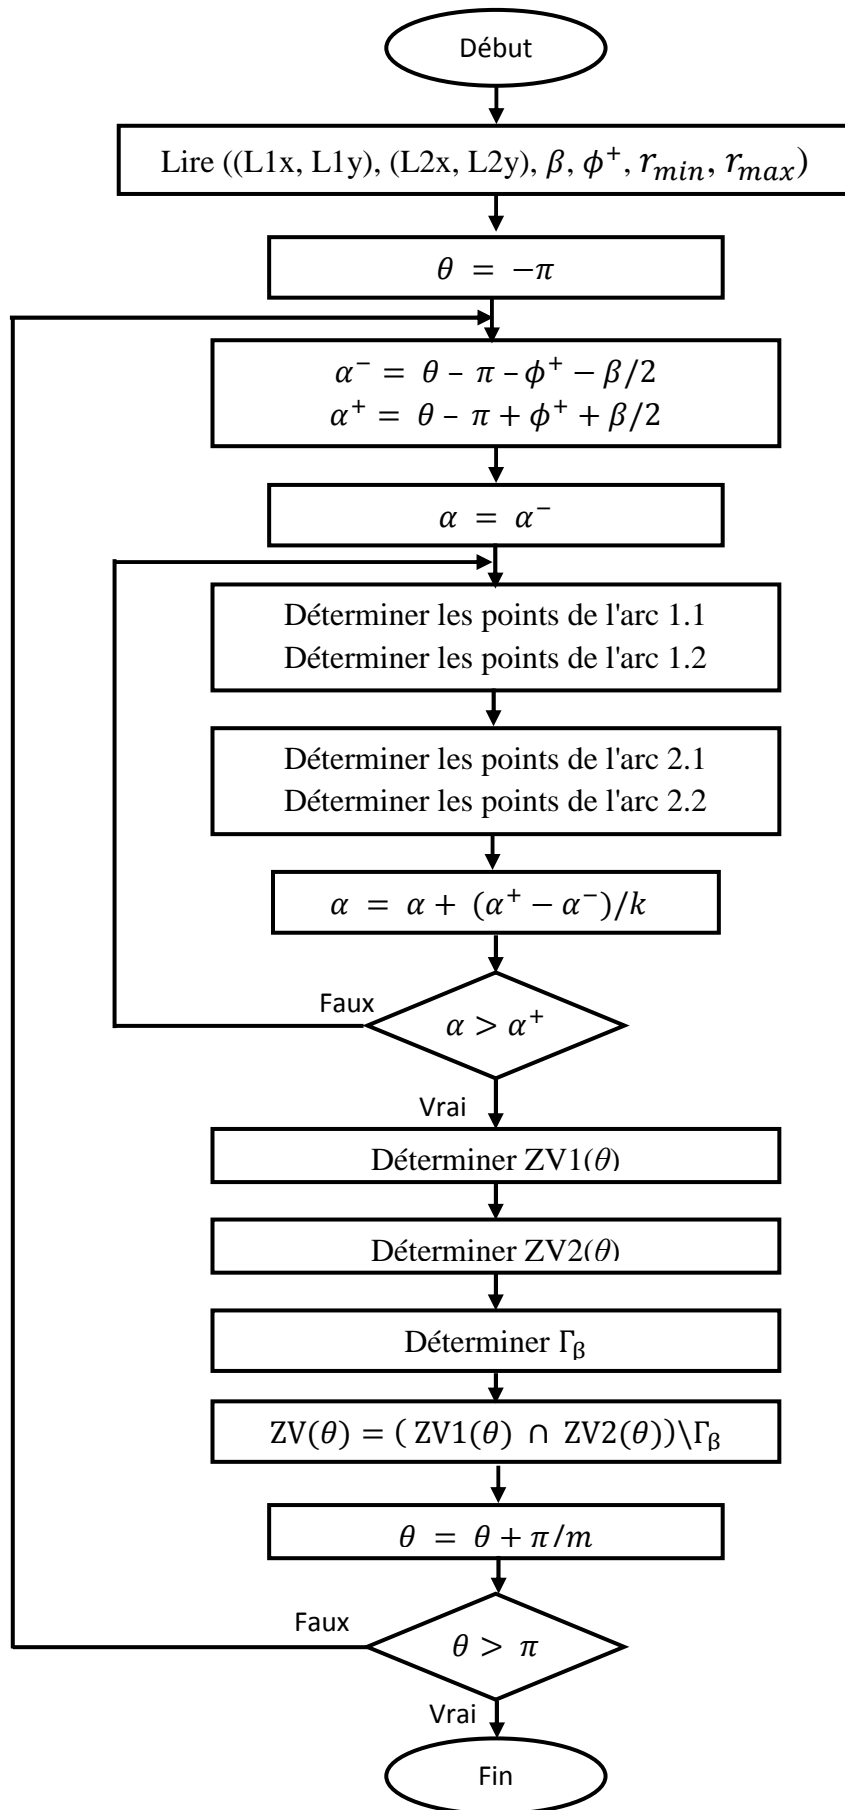 Début
Lire ((L1x, L1y), (L2x, L2y), β, ϕ⁺, r_min, r_max)
θ = −π
α⁻ = θ – π – ϕ⁺ − β/2
α⁺ = θ – π + ϕ⁺ + β/2
α = α⁻
Déterminer les points de l'arc 1.1
Déterminer les points de l'arc 1.2
Déterminer les points de l'arc 2.1
Déterminer les points de l'arc 2.2
α = α + (α⁺ − α⁻)/k
Faux
α > α⁺
Vrai
Déterminer ZV1(θ)
Déterminer ZV2(θ)
Déterminer Γ_β
ZV(θ) = ( ZV1(θ) ∩ ZV2(θ))\Γ_β
θ = θ + π/m
Faux
θ > π
Vrai
Fin